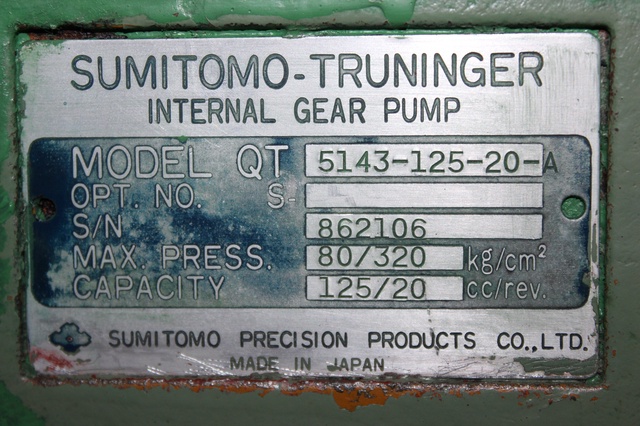 SUMITOMO-TRUNINGER
INTERNAL GEAR PUMP
MODEL QT 5143-125-20-A
OPT. NO. S-
S/N 862106
MAX. PRESS. 80/320 kg/cm²
CAPACITY 125/20 cc/rev.
SUMITOMO PRECISION PRODUCTS CO.,LTD.
MADE IN JAPAN